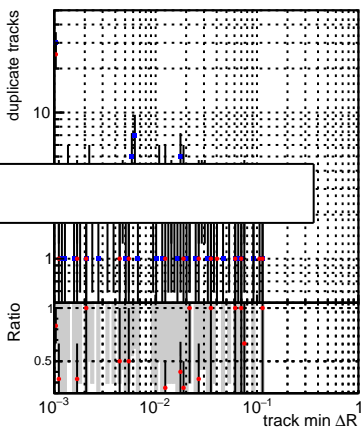 duplicate tracks
10
1
Ratio
1
0.5
10⁻³ 10⁻² 10⁻¹ 1
track min ΔR